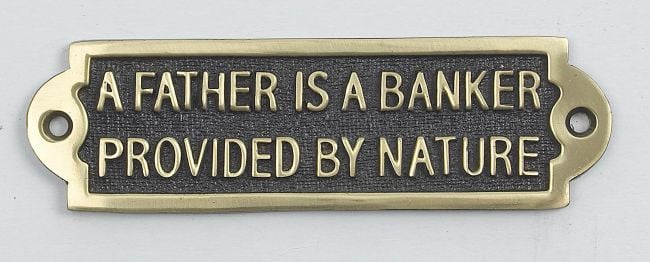 A FATHER IS A BANKER
PROVIDED BY NATURE